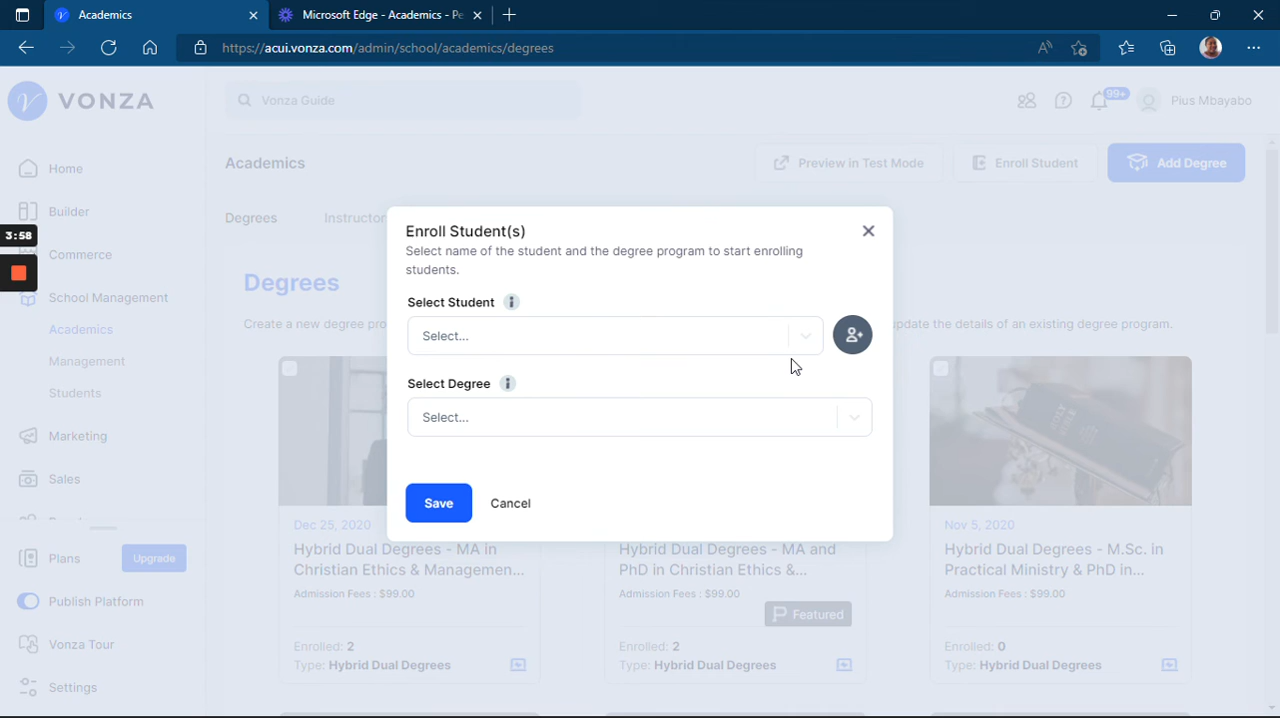 Academics
Microsoft Edge - Academics - Pe
https://acui.vonza.com/admin/school/academics/degrees
VONZA
Vonza Guide
99+
Pius Mbayabo
Home
Builder
3:58
Commerce
School Management
Academics
Management
Students
Marketing
Sales
Plans
Upgrade
Publish Platform
Vonza Tour
Settings
Academics
Preview in Test Mode
Enroll Student
Add Degree
Degrees
Instructor
Degrees
Create a new degree pro
update the details of an existing degree program.
Enroll Student(s)
Select name of the student and the degree program to start enrolling
students.
Select Student
Select...
Select Degree
Select...
Save
Cancel
Dec 25, 2020
Hybrid Dual Degrees - MA in
Christian Ethics & Managemen...
Admission Fees : $99.00
Enrolled: 2
Type: Hybrid Dual Degrees
Hybrid Dual Degrees - MA and
PhD in Christian Ethics &...
Admission Fees : $99.00
Featured
Enrolled: 2
Type: Hybrid Dual Degrees
HOLY BIBLE
Nov 5, 2020
Hybrid Dual Degrees - M.Sc. in
Practical Ministry & PhD in...
Admission Fees : $99.00
Enrolled: 0
Type: Hybrid Dual Degrees